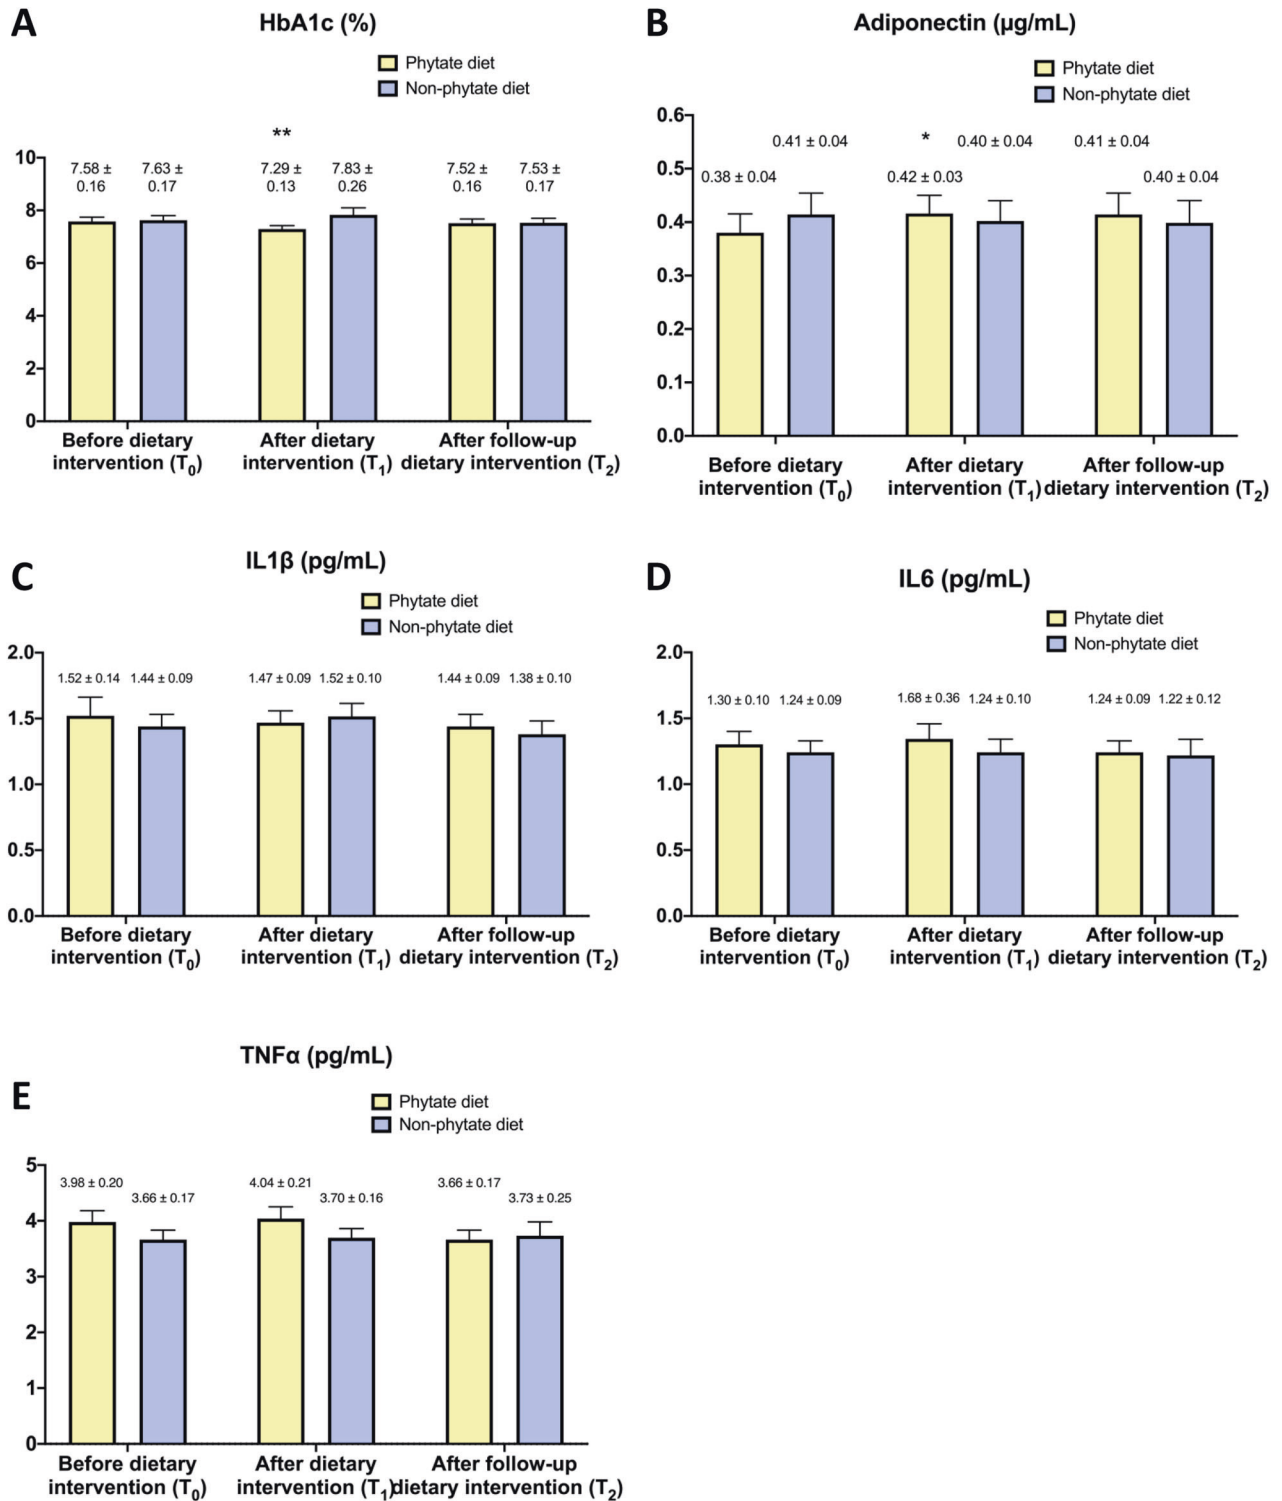 A
HbA1c (%)
Phytate diet
Non-phytate diet
**
7.58 ±
0.16
7.63 ±
0.17
7.29 ±
0.13
7.83 ±
0.26
7.52 ±
0.16
7.53 ±
0.17
10
8
6
4
2
0
Before dietary
intervention (T0)
After dietary
intervention (T1)
After follow-up
dietary intervention (T2)
B
Adiponectin (µg/mL)
Phytate diet
Non-phytate diet
0.38 ± 0.04
0.41 ± 0.04
*
0.42 ± 0.03
0.40 ± 0.04
0.41 ± 0.04
0.40 ± 0.04
0.6
0.5
0.4
0.3
0.2
0.1
0.0
Before dietary
intervention (T0)
After dietary
intervention (T1)
After follow-up
dietary intervention (T2)
C
IL1β (pg/mL)
Phytate diet
Non-phytate diet
1.52 ± 0.14
1.44 ± 0.09
1.47 ± 0.09
1.52 ± 0.10
1.44 ± 0.09
1.38 ± 0.10
2.0
1.5
1.0
0.5
0.0
Before dietary
intervention (T0)
After dietary
intervention (T1)
After follow-up
dietary intervention (T2)
D
IL6 (pg/mL)
Phytate diet
Non-phytate diet
1.30 ± 0.10
1.24 ± 0.09
1.68 ± 0.36
1.24 ± 0.10
1.24 ± 0.09
1.22 ± 0.12
2.0
1.5
1.0
0.5
0.0
Before dietary
intervention (T0)
After dietary
intervention (T1)
After follow-up
dietary intervention (T2)
E
TNFα (pg/mL)
Phytate diet
Non-phytate diet
3.98 ± 0.20
3.66 ± 0.17
4.04 ± 0.21
3.70 ± 0.16
3.66 ± 0.17
3.73 ± 0.25
5
4
3
2
1
0
Before dietary
intervention (T0)
After dietary
intervention (T1)
After follow-up
dietary intervention (T2)